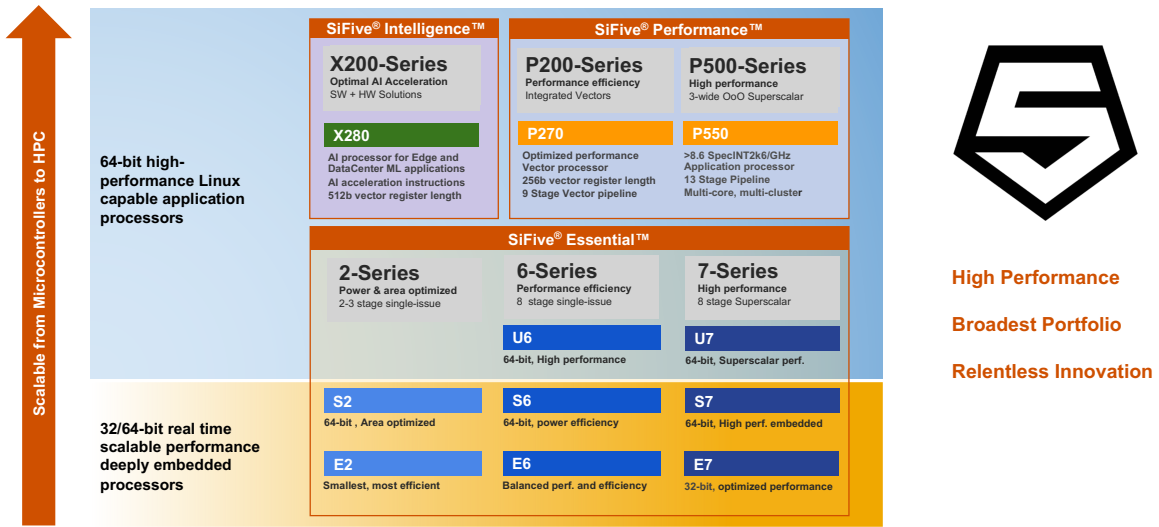 Scalable from Microcontrollers to HPC
64-bit high-
performance Linux
capable application
processors
SiFive® Intelligence™
X200-Series
Optimal AI Acceleration
SW + HW Solutions
X280
AI processor for Edge and
DataCenter ML applications
AI acceleration instructions
512b vector register length
SiFive® Performance™
P200-Series
Performance efficiency
Integrated Vectors
P270
Optimized performance
Vector processor
256b vector register length
9 Stage Vector pipeline
P500-Series
High performance
3-wide OoO Superscalar
P550
>8.6 SpecINT2k6/GHz
Application processor
13 Stage Pipeline
Multi-core, multi-cluster
SiFive® Essential™
2-Series
Power & area optimized
2-3 stage single-issue
6-Series
Performance efficiency
8 stage single-issue
U6
64-bit, High performance
7-Series
High performance
8 stage Superscalar
U7
64-bit, Superscalar perf.
32/64-bit real time
scalable performance
deeply embedded
processors
S2
64-bit , Area optimized
S6
64-bit, power efficiency
S7
64-bit, High perf. embedded
E2
Smallest, most efficient
E6
Balanced perf. and efficiency
E7
32-bit, optimized performance
High Performance
Broadest Portfolio
Relentless Innovation